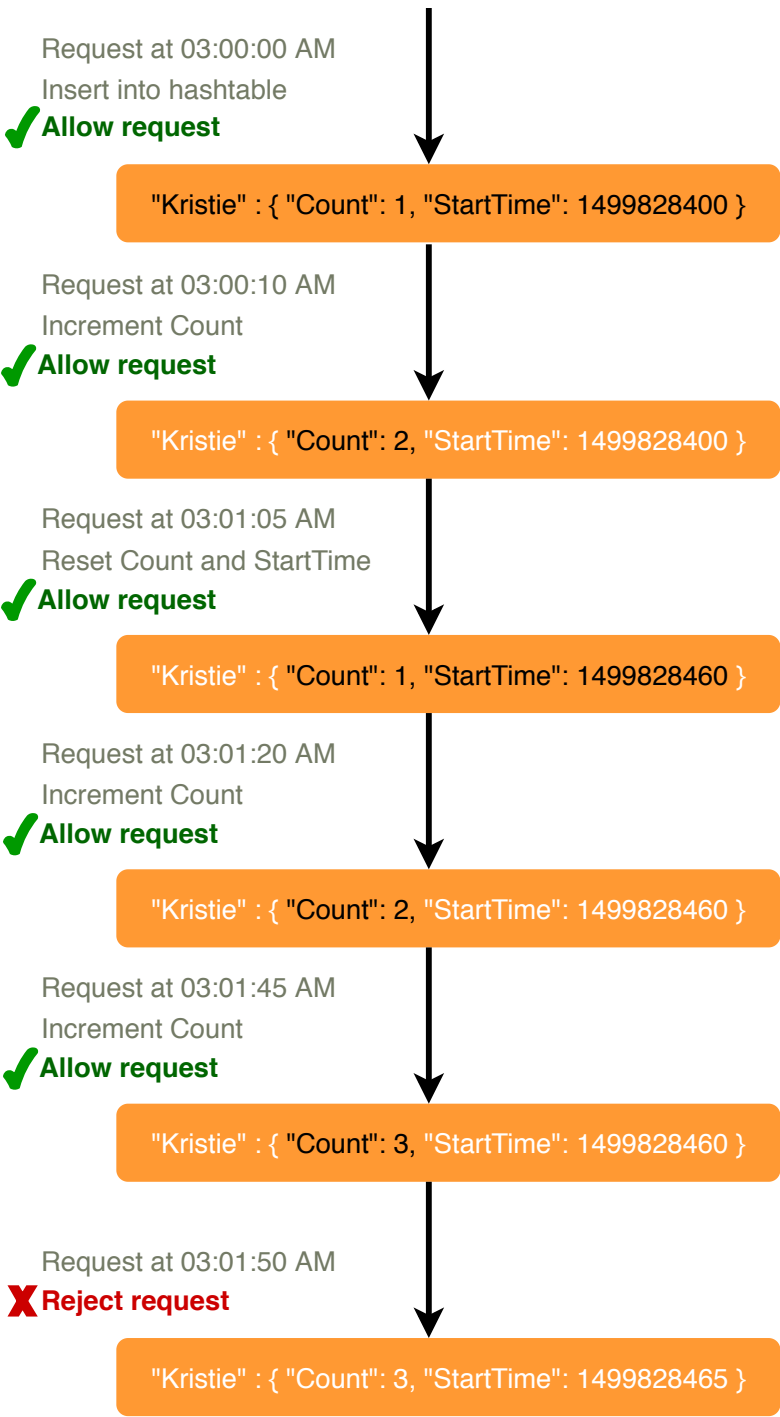 Request at 03:00:00 AM
Insert into hashtable
Allow request
"Kristie" : { "Count": 1, "StartTime": 1499828400 }
Request at 03:00:10 AM
Increment Count
Allow request
"Kristie" : { "Count": 2, "StartTime": 1499828400 }
Request at 03:01:05 AM
Reset Count and StartTime
Allow request
"Kristie" : { "Count": 1, "StartTime": 1499828460 }
Request at 03:01:20 AM
Increment Count
Allow request
"Kristie" : { "Count": 2, "StartTime": 1499828460 }
Request at 03:01:45 AM
Increment Count
Allow request
"Kristie" : { "Count": 3, "StartTime": 1499828460 }
Request at 03:01:50 AM
Reject request
"Kristie" : { "Count": 3, "StartTime": 1499828465 }